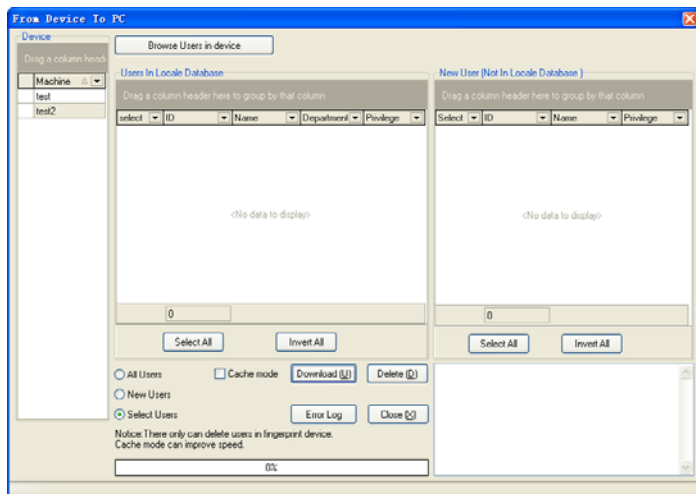 From Device To PC
Device
Drag a column head
Machine
test
test2
Browse Users in device
Users In Locale Database
Drag a column header here to group by that column
select ID Name Department Privilege
<No data to display>
0
Select All Invert All
New User (Not In Locale Database )
Drag a column header here to group by that column
Select ID Name Privilege
<No data to display>
0
Select All Invert All
All Users Cache mode Download (U) Delete (D)
New Users
Select Users Error Log Close (X)
Notice:There only can delete users in fingerprint device.
Cache mode can improve speed.
0%